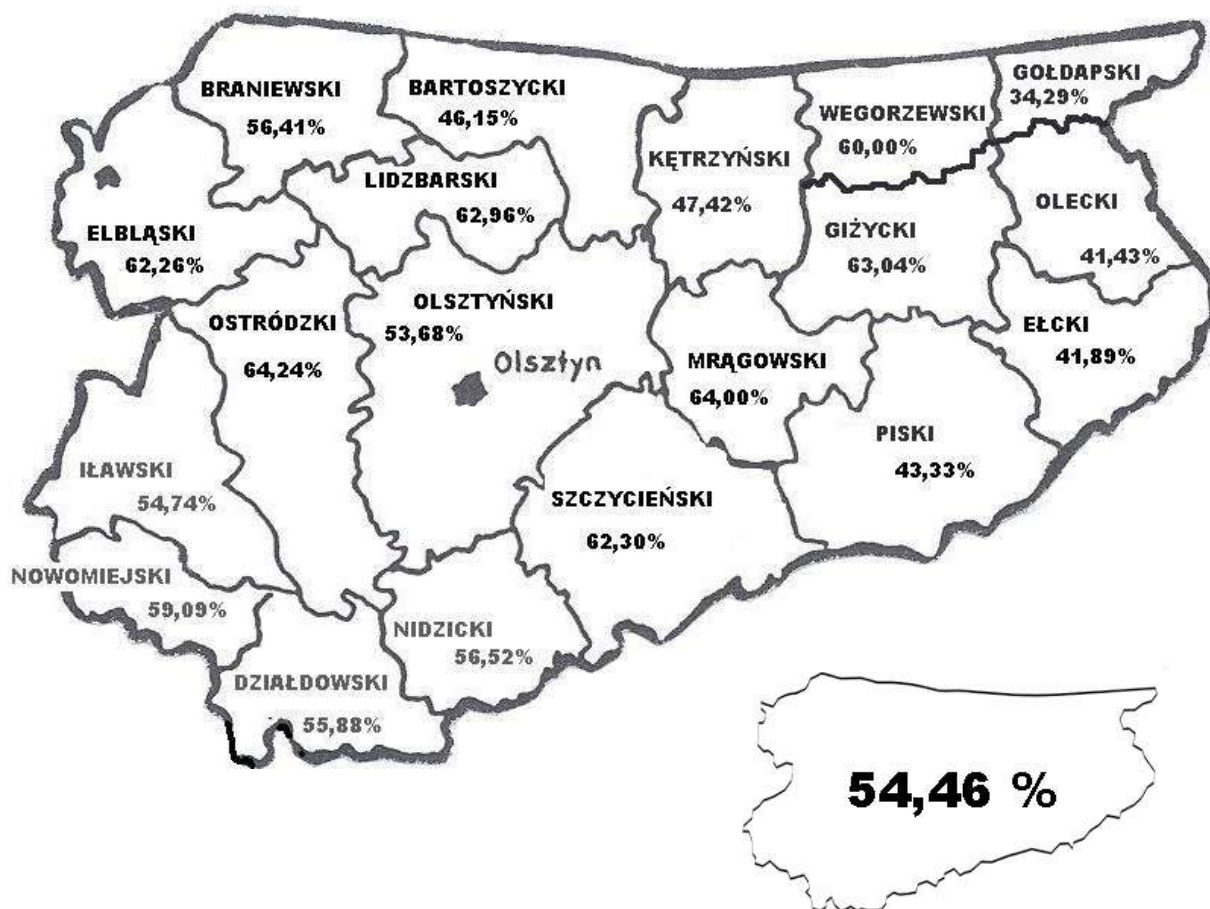 BRANIEWSKI
56,41%
BARTOSZYCKI
46,15%
GOŁDAPSKI
34,29%
WEGORZEWSKI
60,00%
KĘTRZYŃSKI
47,42%
LIDZBARSKI
62,96%
OLECKI
41,43%
ELBLĄSKI
62,26%
GIŻYCKI
63,04%
OSTRÓDZKI
64,24%
OLSZTYŃSKI
53,68%
Olsztyn
EŁCKI
41,89%
MRĄGOWSKI
64,00%
PISKI
43,33%
IŁAWSKI
54,74%
SZCZYCIEŃSKI
62,30%
NOWOMIEJSKI
59,09%
NIDZICKI
56,52%
DZIAŁDOWSKI
55,88%
54,46 %